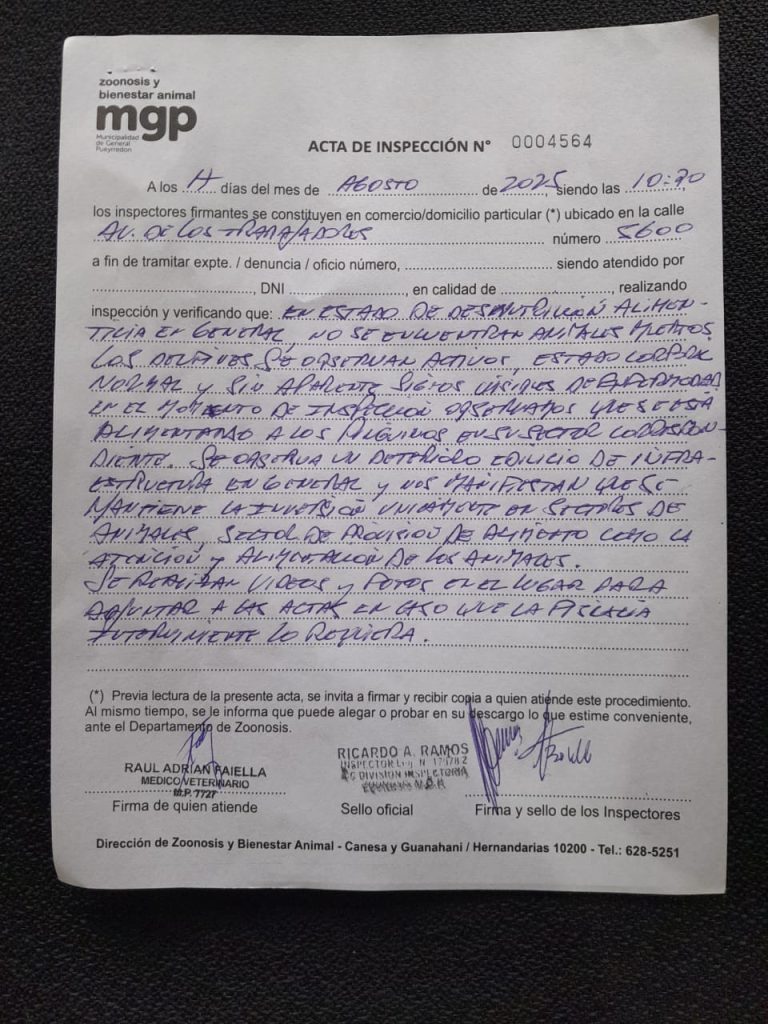 zoonosis y
bienestar animal
mgp
Municipalidad
de General
Pueyrredon
ACTA DE INSPECCIÓN N° 0004564
A los días del mes de AGOSTO de 2025, siendo las 10:30
los inspectores firmantes se constituyen en comercio/domicilio particular (*) ubicado en la calle
AV. DE LOS TRABAJADORES número 5600
a fin de tramitar expte. / denuncia / oficio número, siendo atendido por
, DNI , en calidad de , realizando
inspección y verificando que: EN ESTADO DE DESNUTRICIÓN ALIMEN-
TICIA EN GENERAL, NO SE ENCUENTRAN ANIMALES MUERTOS.
LOS DELFINES SE OBSERVAN ACTIVOS, ESTADO CORPORAL
NORMAL Y SIN APARENTE SIGNOS VISIBLES DE ENFERMEDAD
EN EL MOMENTO DE INSPECCIÓN OBSERVAMOS QUE SE ESTÁ
ALIMENTANDO A LOS PINGUINOS EN SU SECTOR CORRESPON-
DIENTE. SE OBSERVA UN DETERIORO EDILICIO DE INFRA-
ESTRUCTURA EN GENERAL Y NOS MANIFIESTAN QUE SE
MANTIENE LA INVERSIÓN UNICAMENTE EN SECTORES DE
ANIMALES, SECTOR DE PROVISIÓN DE ALIMENTO COMO LA
ATENCIÓN Y ALIMENTACIÓN DE LOS ANIMALES.
SE REALIZAN VIDEOS Y FOTOS EN EL LUGAR PARA
ADJUNTAR A LAS ACTAS EN CASO QUE LA FISCALIA
INTERVINIENTE LO REQUIERA.
(*) Previa lectura de la presente acta, se invita a firmar y recibir copia a quien atiende este procedimiento.
Al mismo tiempo, se le informa que puede alegar o probar en su descargo lo que estime conveniente,
ante el Departamento de Zoonosis.
RAUL ADRIAN FAIELLA
MEDICO VETERINARIO
M.P. 7727
RICARDO A. RAMOS
INSPECTOR
DIVISION INSPECTORIA
Firma de quien atiende Sello oficial Firma y sello de los Inspectores
Dirección de Zoonosis y Bienestar Animal - Canesa y Guanahani / Hernandarias 10200 - Tel.: 628-5251